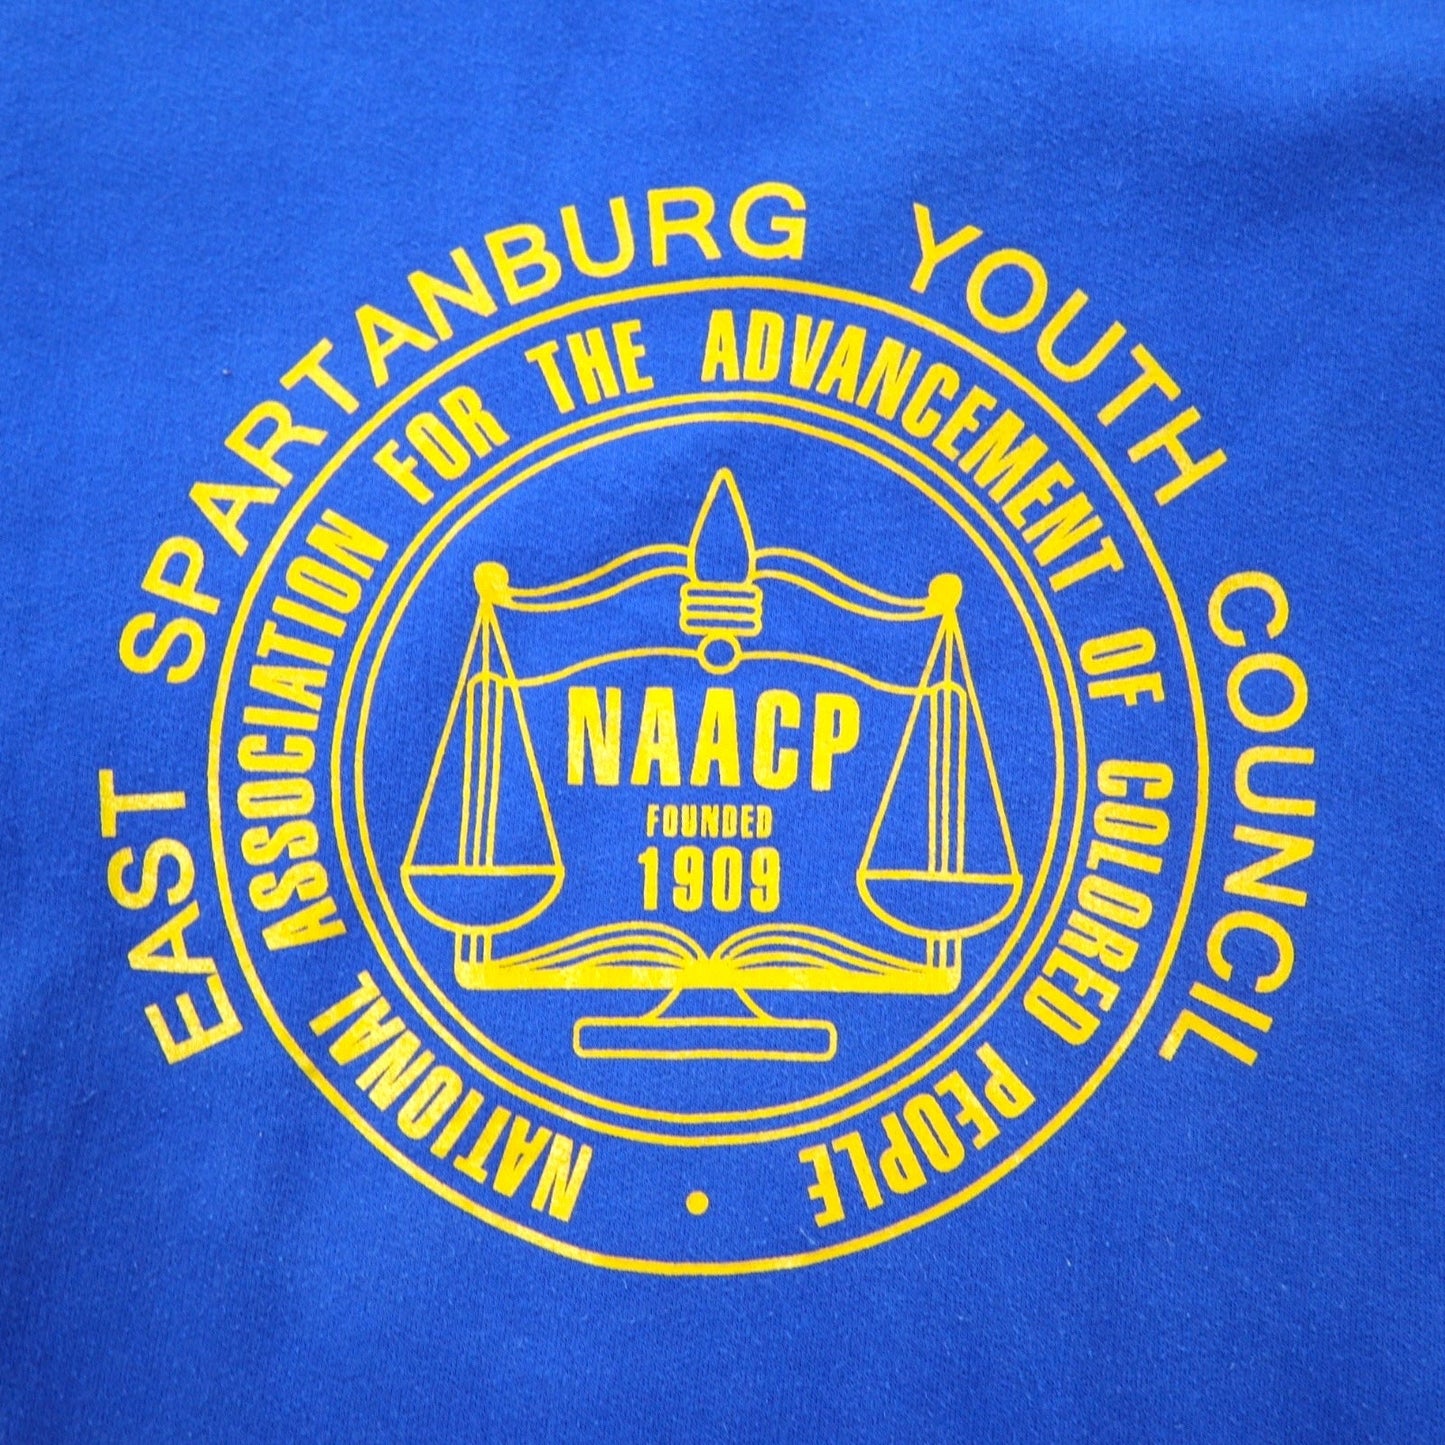 EAST SPARTANBURG YOUTH COUNCIL
NATIONAL ASSOCIATION FOR THE ADVANCEMENT OF COLORED PEOPLE •
NAACP
FOUNDED
1909